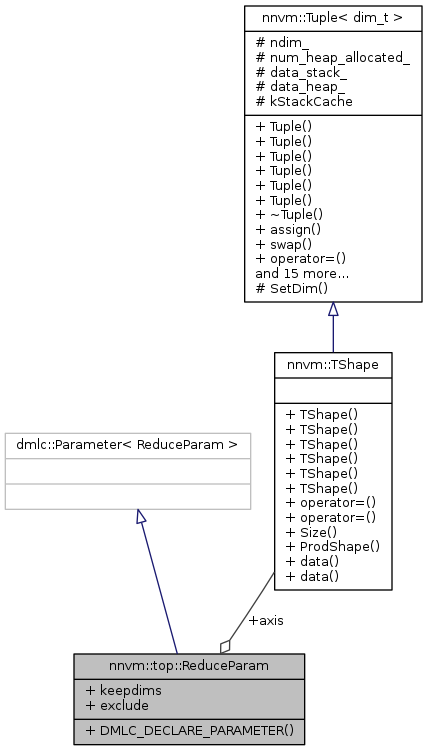 nnvm::Tuple< dim_t >
# ndim_
# num_heap_allocated_
# data_stack_
# data_heap_
# kStackCache
+ Tuple()
+ Tuple()
+ Tuple()
+ Tuple()
+ Tuple()
+ Tuple()
+ ~Tuple()
+ assign()
+ swap()
+ operator=()
and 15 more...
# SetDim()
nnvm::TShape
+ TShape()
+ TShape()
+ TShape()
+ TShape()
+ TShape()
+ TShape()
+ operator=()
+ operator=()
+ Size()
+ ProdShape()
+ data()
+ data()
dmlc::Parameter< ReduceParam >
+axis
nnvm::top::ReduceParam
+ keepdims
+ exclude
+ DMLC_DECLARE_PARAMETER()